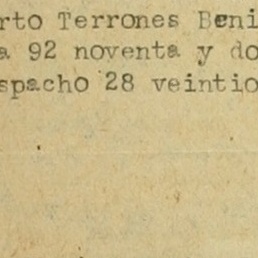 rto Terrones Beni
a 92 noventa y do
spacho 28 veintio